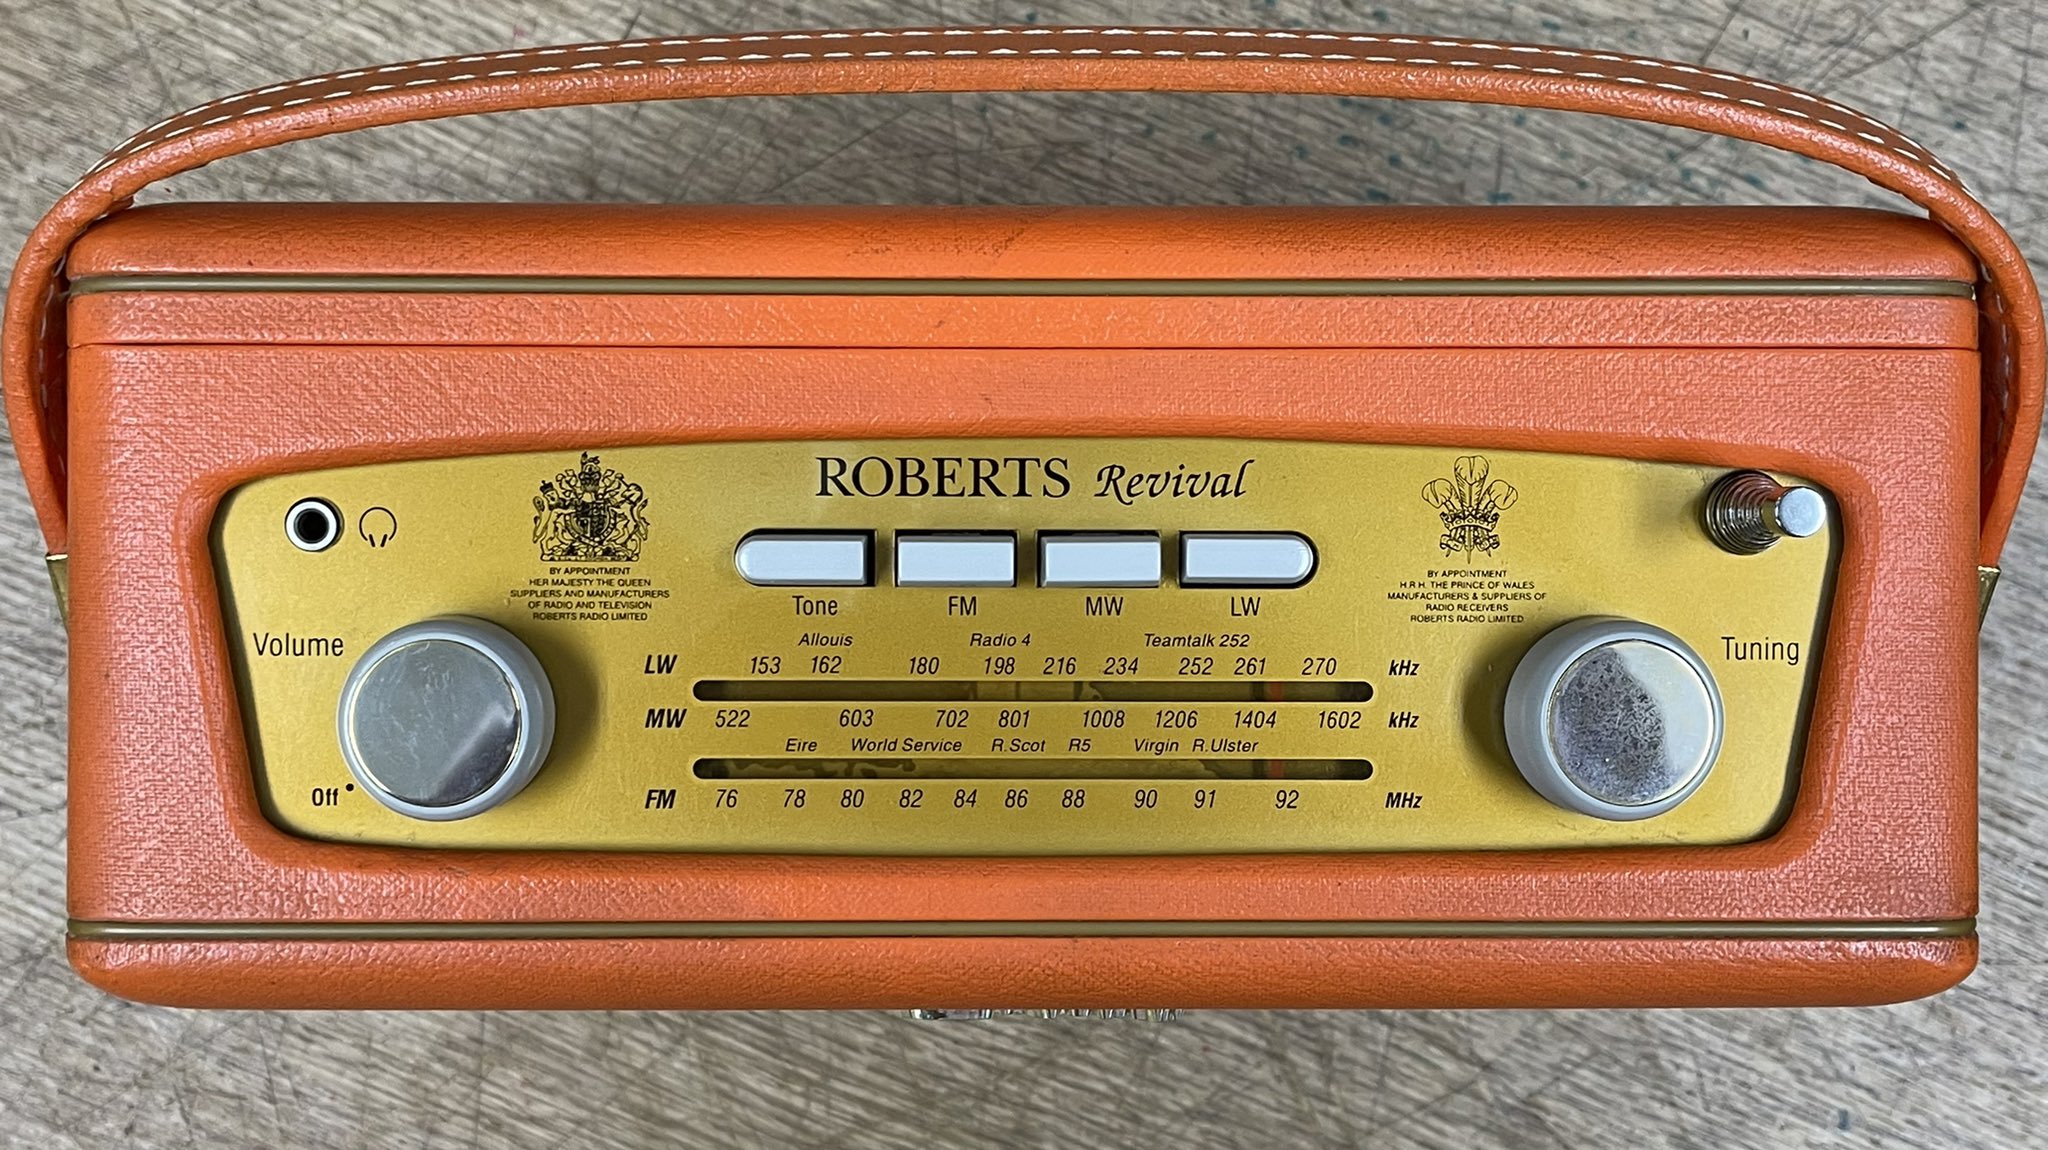 ROBERTS Revival
BY APPOINTMENT
HER MAJESTY THE QUEEN
SUPPLIERS AND MANUFACTURERS
OF RADIO AND TELEVISION
ROBERTS RADIO LIMITED
BY APPOINTMENT
H.R.H. THE PRINCE OF WALES
MANUFACTURERS & SUPPLIERS OF
RADIO RECEIVERS
ROBERTS RADIO LIMITED
Tone FM MW LW
Volume
Off
Tuning
Allouis Radio 4 Teamtalk 252
LW 153 162 180 198 216 234 252 261 270 kHz
MW 522 603 702 801 1008 1206 1404 1602 kHz
Eire World Service R.Scot R5 Virgin R.Ulster
FM 76 78 80 82 84 86 88 90 91 92 MHz